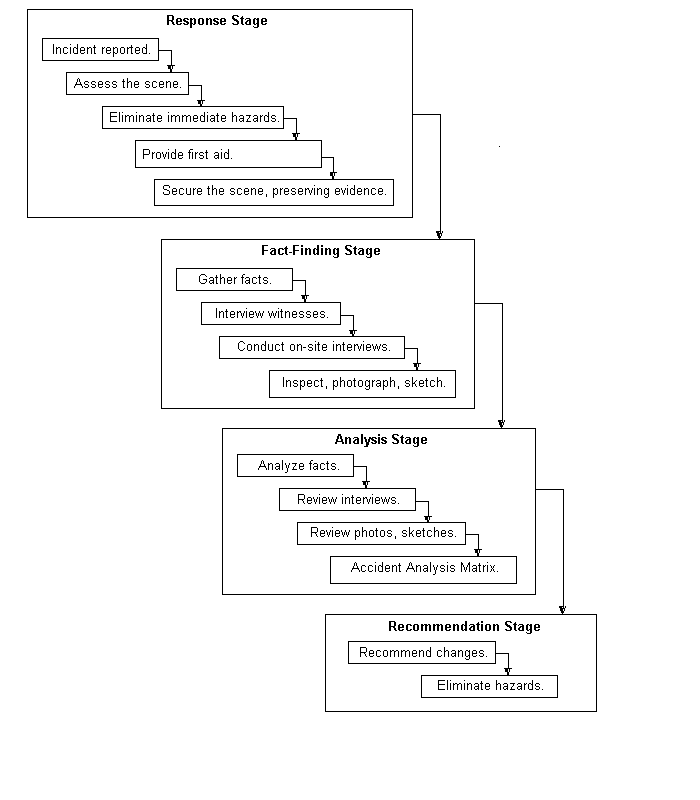 Response Stage
Incident reported.
Assess the scene.
Eliminate immediate hazards.
Provide first aid.
Secure the scene, preserving evidence.
Fact-Finding Stage
Gather facts.
Interview witnesses.
Conduct on-site interviews.
Inspect, photograph, sketch.
Analysis Stage
Analyze facts.
Review interviews.
Review photos, sketches.
Accident Analysis Matrix.
Recommendation Stage
Recommend changes.
Eliminate hazards.